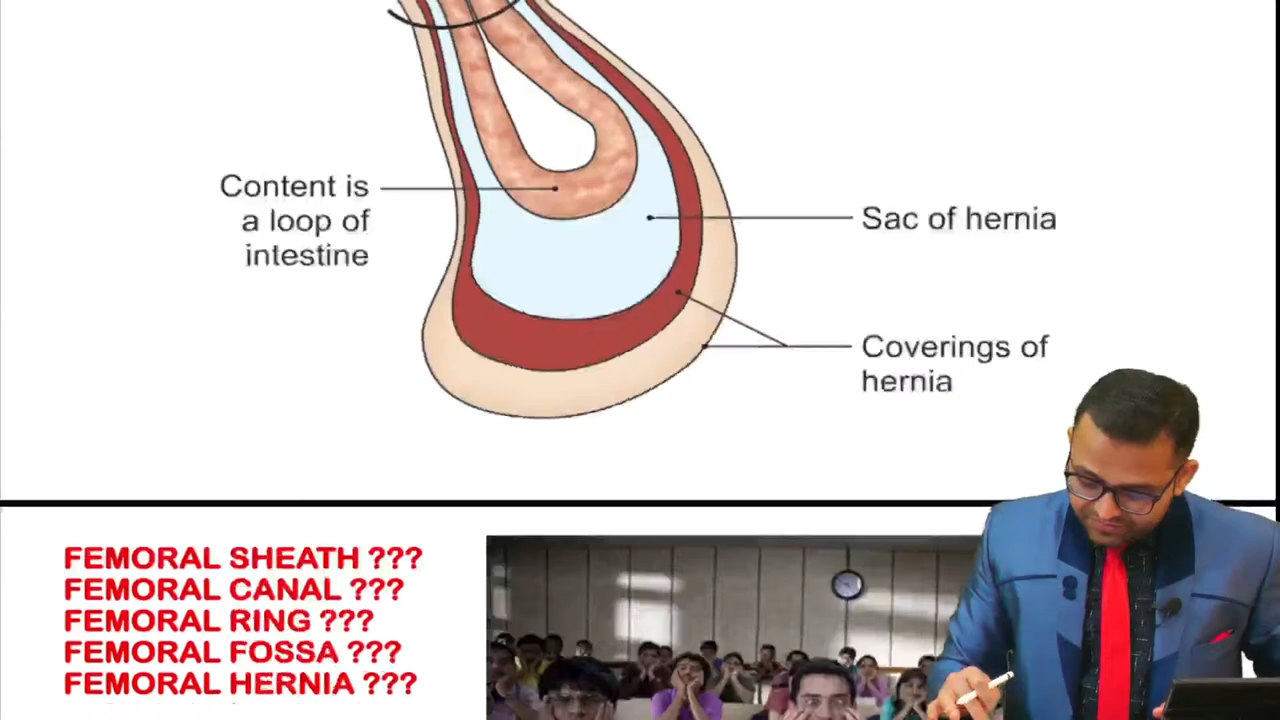 Content is
a loop of
intestine
Sac of hernia
Coverings of
hernia
FEMORAL SHEATH ???
FEMORAL CANAL ???
FEMORAL RING ???
FEMORAL FOSSA ???
FEMORAL HERNIA ???